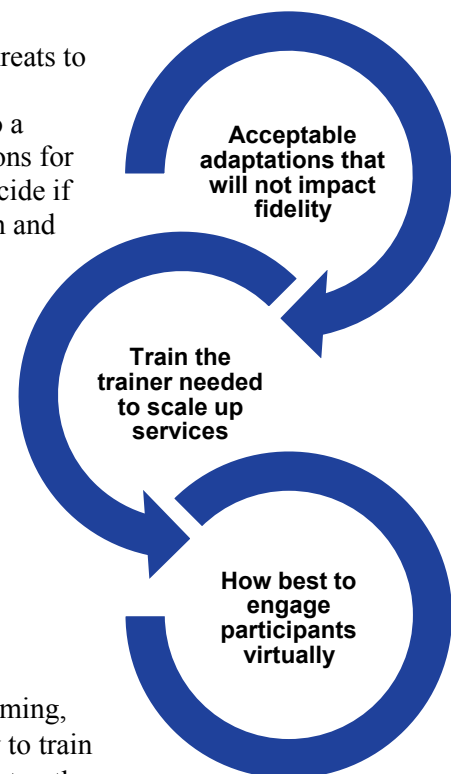 reats to
a
ons for
cide if
n and
Acceptable
adaptations that
will not impact
fidelity
Train the
trainer needed
to scale up
services
How best to
engage
participants
virtually
ming,
to train